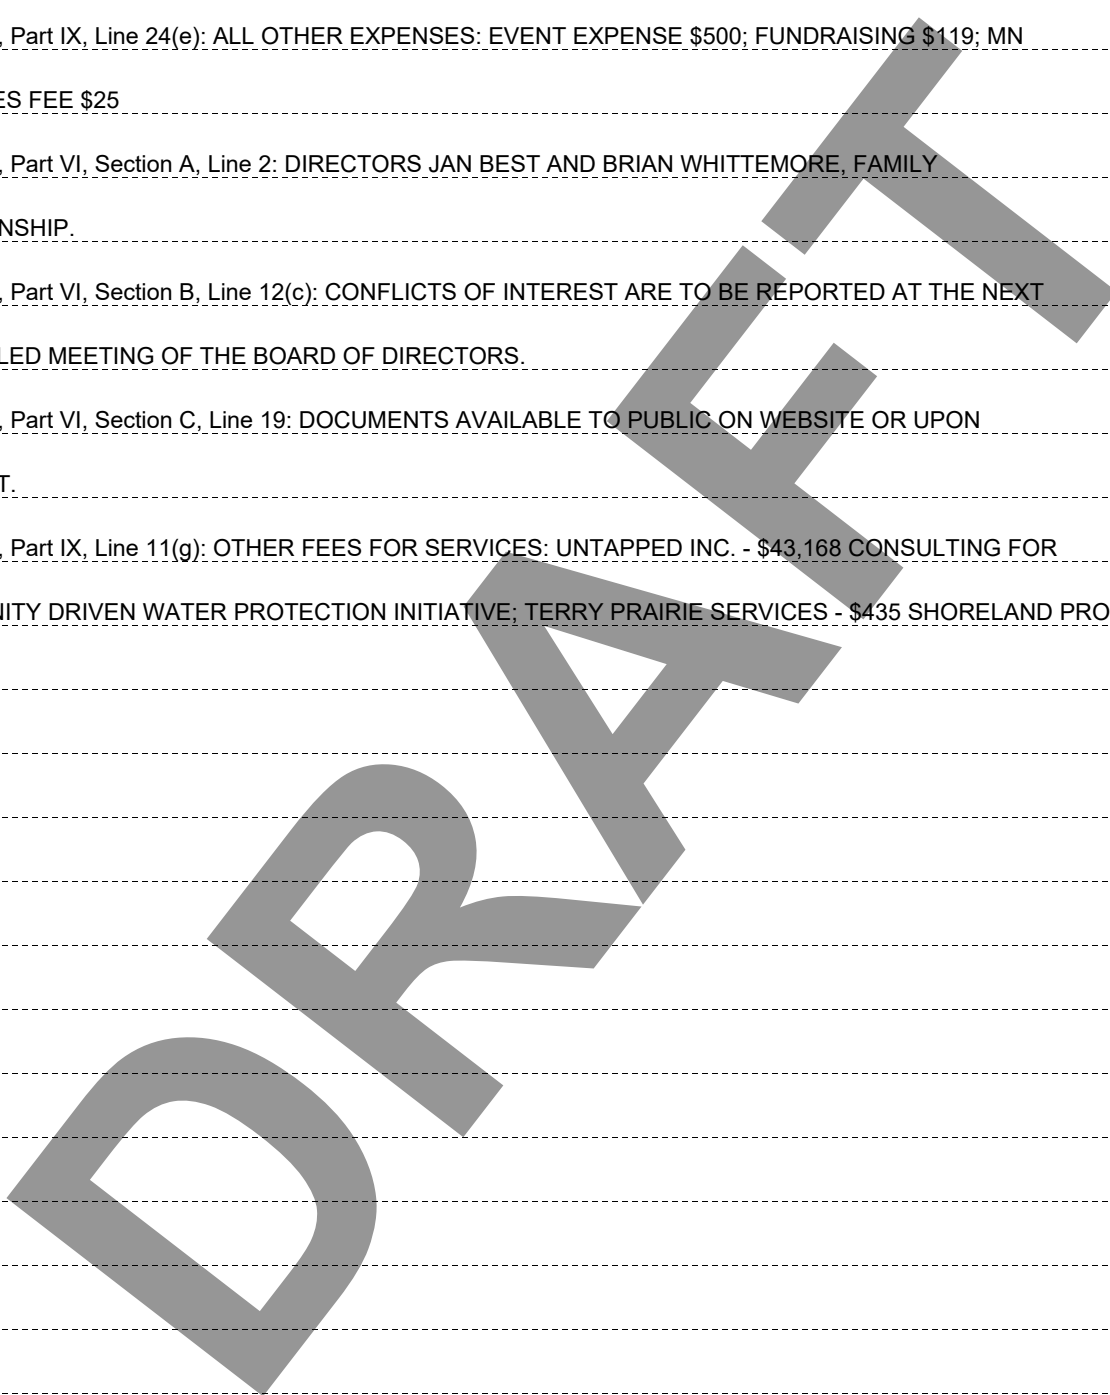 , Part IX, Line 24(e): ALL OTHER EXPENSES: EVENT EXPENSE $500; FUNDRAISING $119; MN
ES FEE $25
, Part VI, Section A, Line 2: DIRECTORS JAN BEST AND BRIAN WHITTEMORE, FAMILY
NSHIP.
, Part VI, Section B, Line 12(c): CONFLICTS OF INTEREST ARE TO BE REPORTED AT THE NEXT
LED MEETING OF THE BOARD OF DIRECTORS.
, Part VI, Section C, Line 19: DOCUMENTS AVAILABLE TO PUBLIC ON WEBSITE OR UPON
T.
, Part IX, Line 11(g): OTHER FEES FOR SERVICES: UNTAPPED INC. - $43,168 CONSULTING FOR
NITY DRIVEN WATER PROTECTION INITIATIVE; TERRY PRAIRIE SERVICES - $435 SHORELAND PRO
DRAFT